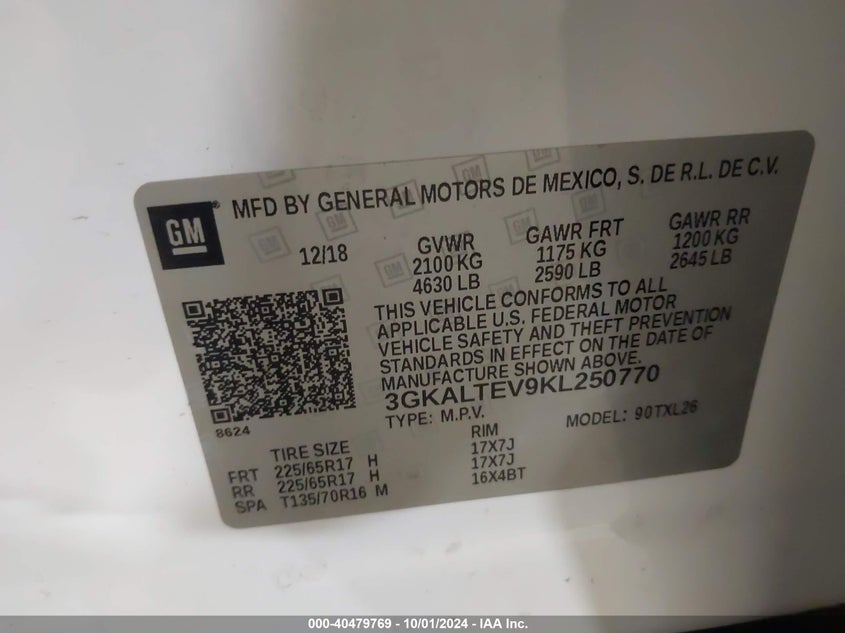 GM
MFD BY GENERAL MOTORS DE MEXICO, S. DE R.L. DE C.V.
12/18
GVWR
2100 KG
4630 LB
GAWR FRT
1175 KG
2590 LB
GAWR RR
1200 KG
2645 LB
THIS VEHICLE CONFORMS TO ALL
APPLICABLE U.S. FEDERAL MOTOR
VEHICLE SAFETY AND THEFT PREVENTION
STANDARDS IN EFFECT ON THE DATE OF
MANUFACTURE SHOWN ABOVE.
3GKALTEV9KL250770
TYPE: M.P.V.
MODEL: 90TXL26
8624
TIRE SIZE RIM
FRT 225/65R17 H 17X7J
RR 225/65R17 H 17X7J
SPA T135/70R16 M 16X4BT
000-40479769 - 10/01/2024 - IAA Inc.